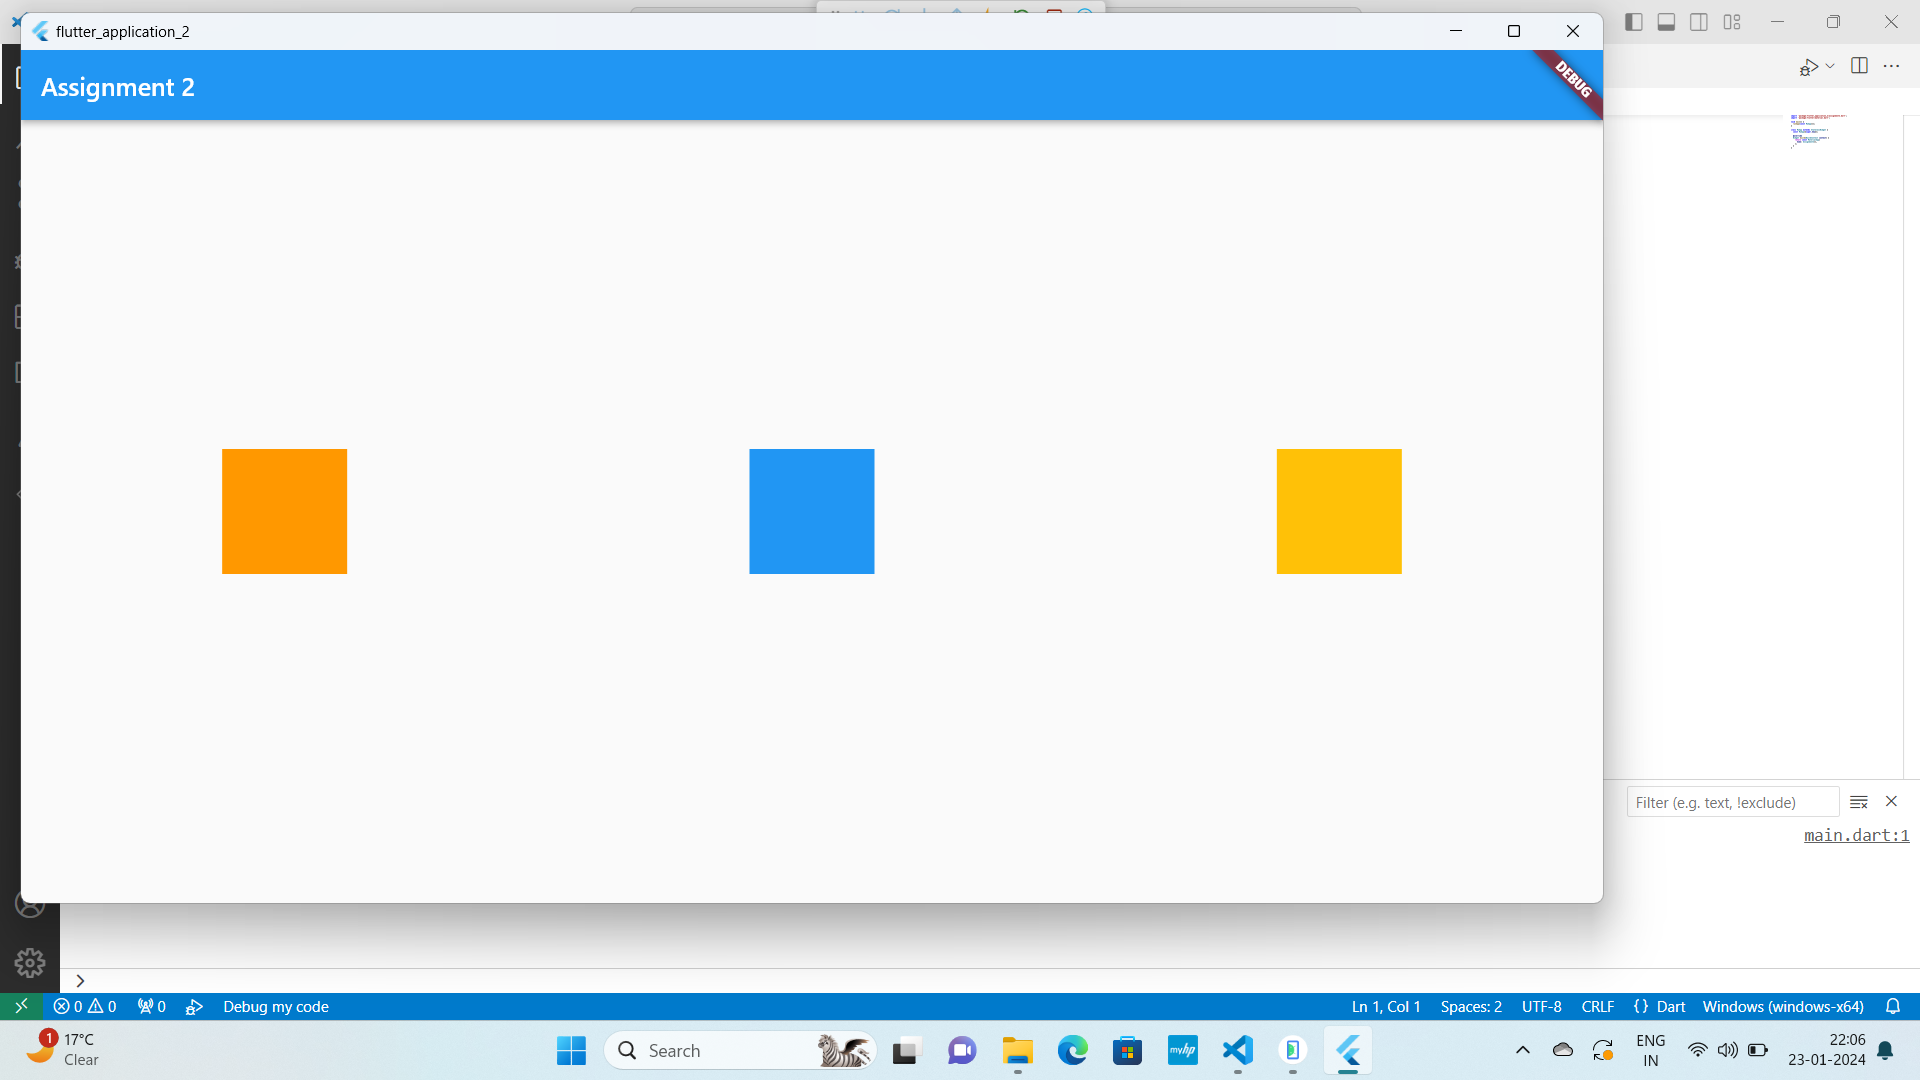 flutter_application_2
Assignment 2
DEBUG
Filter (e.g. text, !exclude)
main.dart:1
0 0 0 Debug my code Ln 1, Col 1 Spaces: 2 UTF-8 CRLF {} Dart Windows (windows-x64)
1 17°C
Clear
Search
myhp
ENG
IN
22:06
23-01-2024